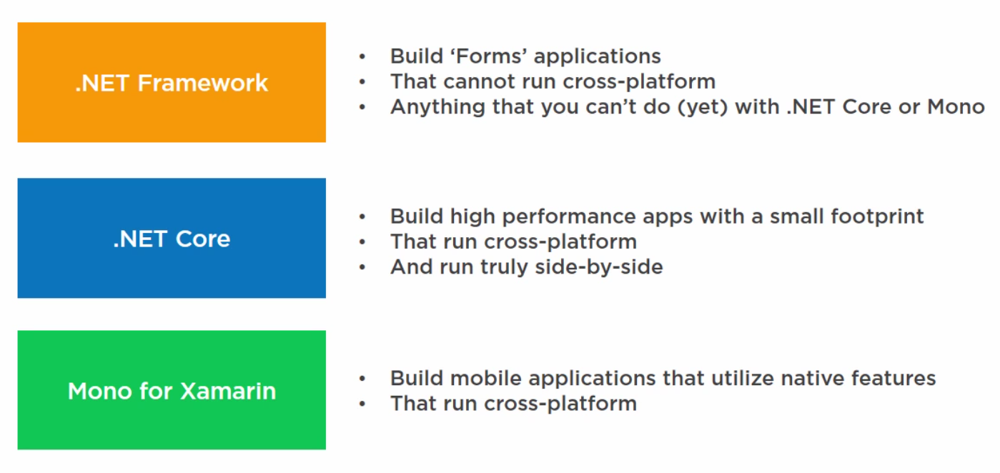 .NET Framework
• Build ‘Forms’ applications
• That cannot run cross-platform
• Anything that you can’t do (yet) with .NET Core or Mono
.NET Core
• Build high performance apps with a small footprint
• That run cross-platform
• And run truly side-by-side
Mono for Xamarin
• Build mobile applications that utilize native features
• That run cross-platform